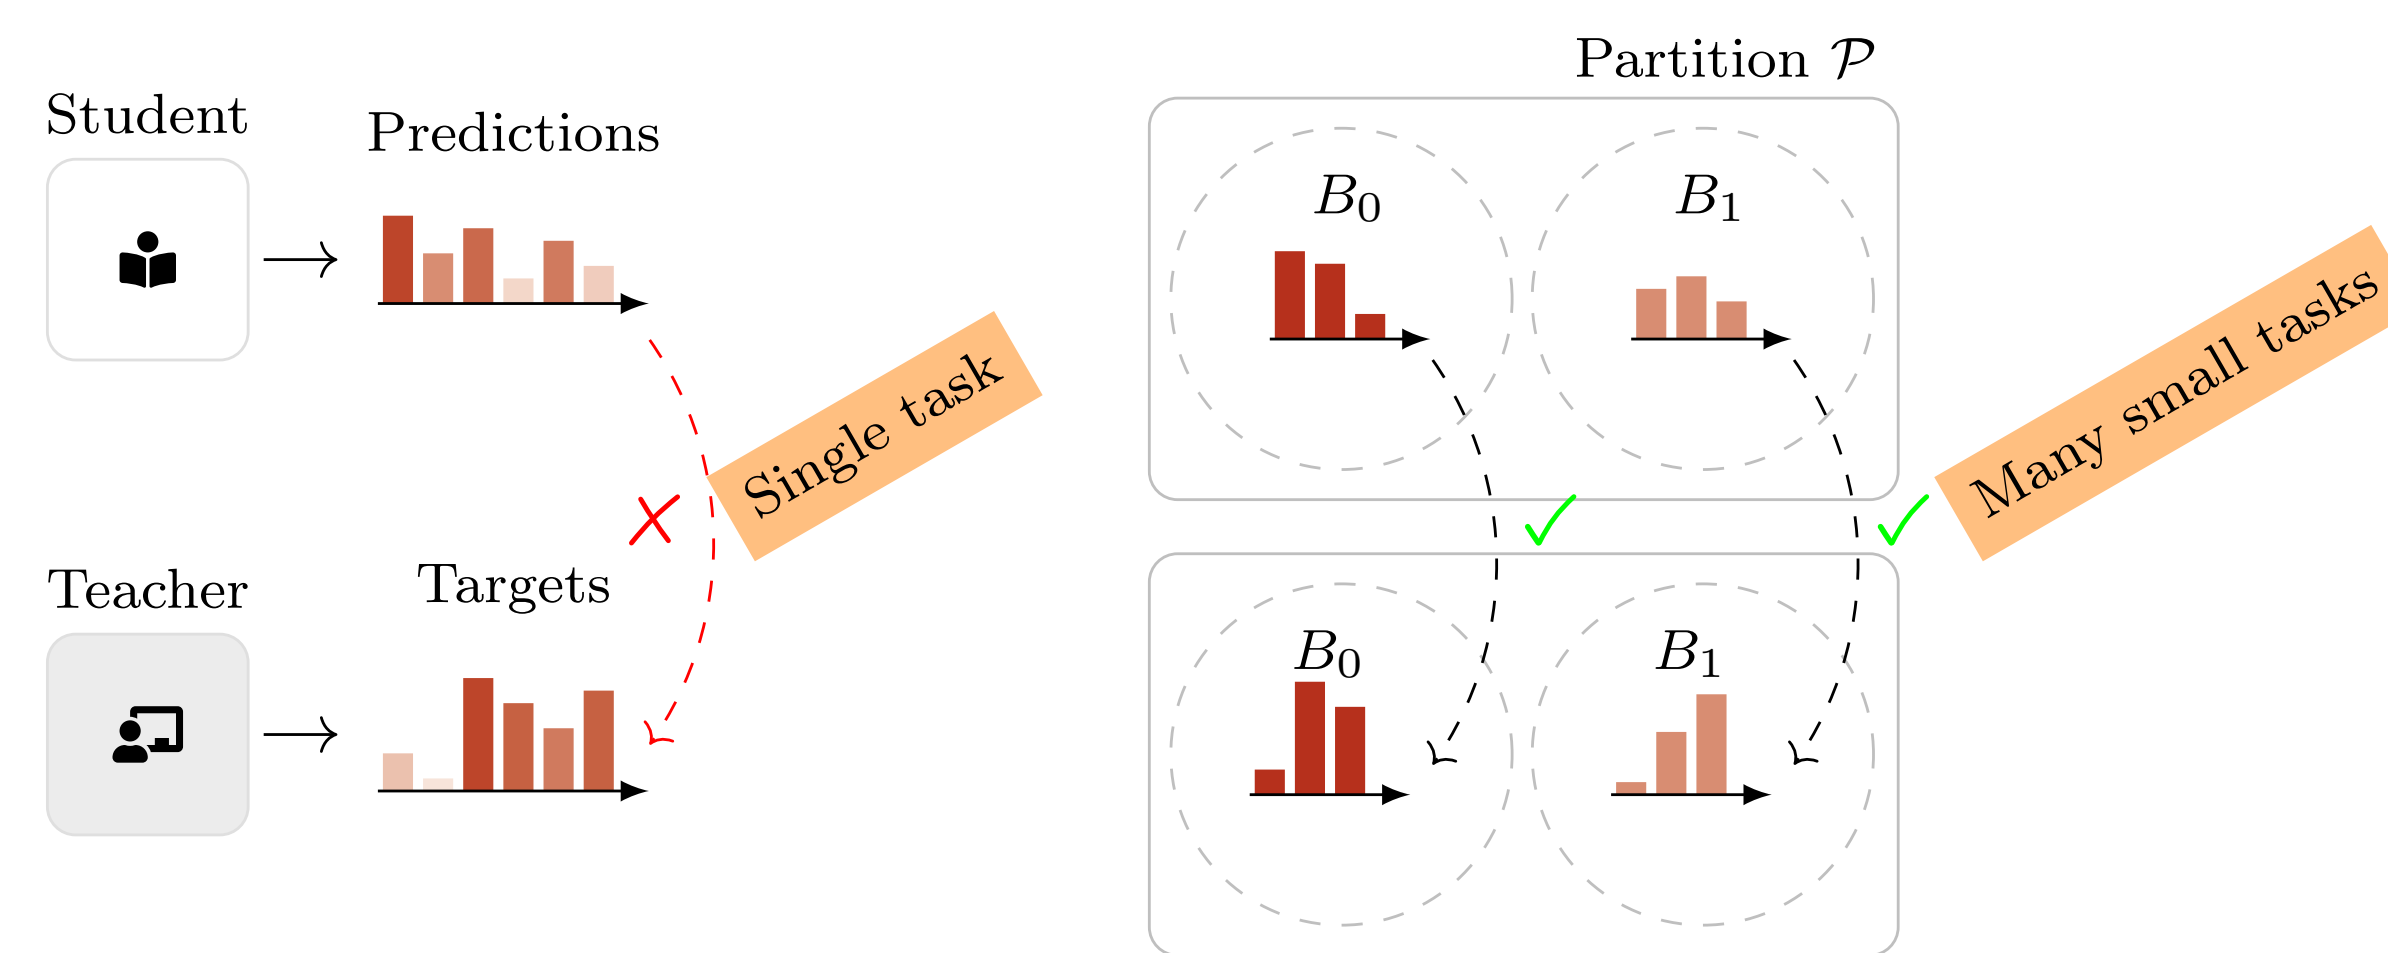 Student
Predictions
Single task
Teacher
Targets
Partition 𝒫
B₀
B₁
Many small tasks
B₀
B₁